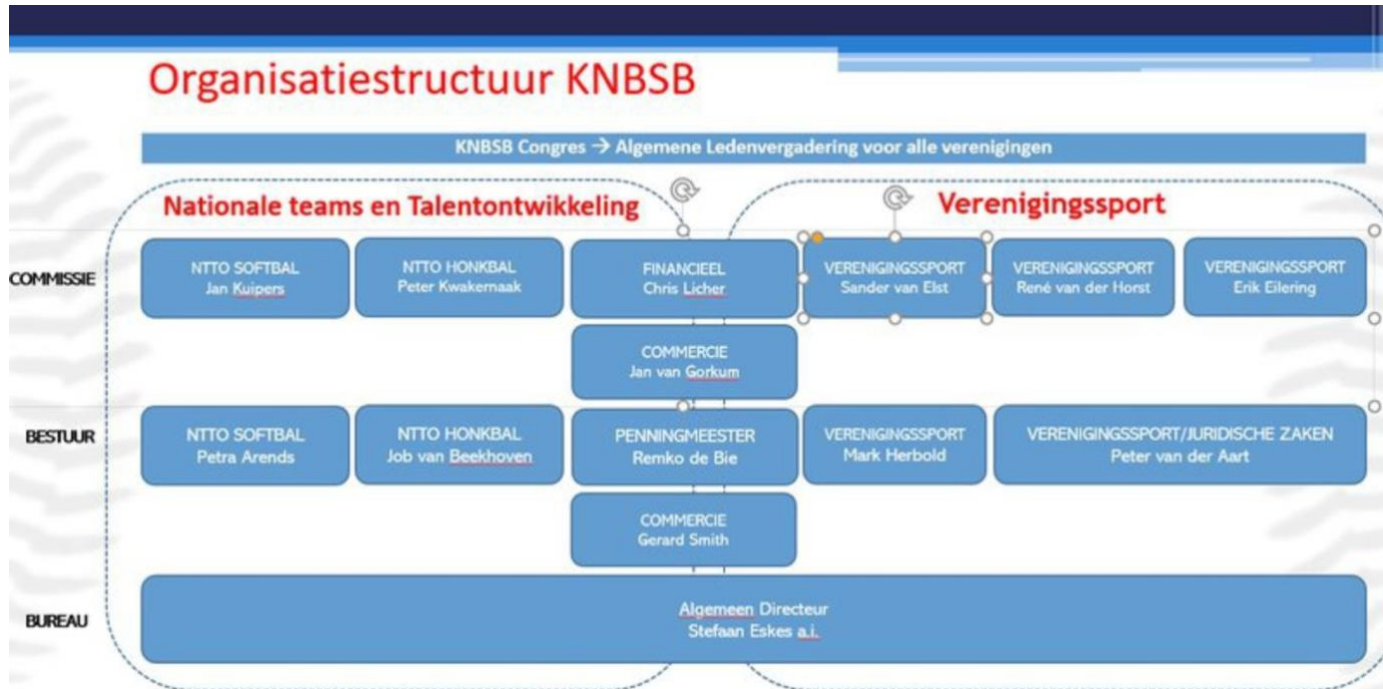 Organisatiestructuur KNBSB
KNBSB Congres → Algemene Ledenvergadering voor alle verenigingen
Nationale teams en Talentontwikkeling
Verenigingssport
COMMISSIE
NTTO SOFTBAL
Jan Kuipers
NTTO HONKBAL
Peter Kwakernaak
FINANCIEEL
Chris Licher
VERENIGINGSSPORT
Sander van Elst
VERENIGINGSSPORT
René van der Horst
VERENIGINGSSPORT
Erik Eilering
COMMERCIE
Jan van Gorkum
BESTUUR
NTTO SOFTBAL
Petra Arends
NTTO HONKBAL
Job van Beekhoven
PENNINGMEESTER
Remko de Bie
VERENIGINGSSPORT
Mark Herbold
VERENIGINGSSPORT/JURIDISCHE ZAKEN
Peter van der Aart
COMMERCIE
Gerard Smith
BUREAU
Algemeen Directeur
Stefaan Eskes a.i.